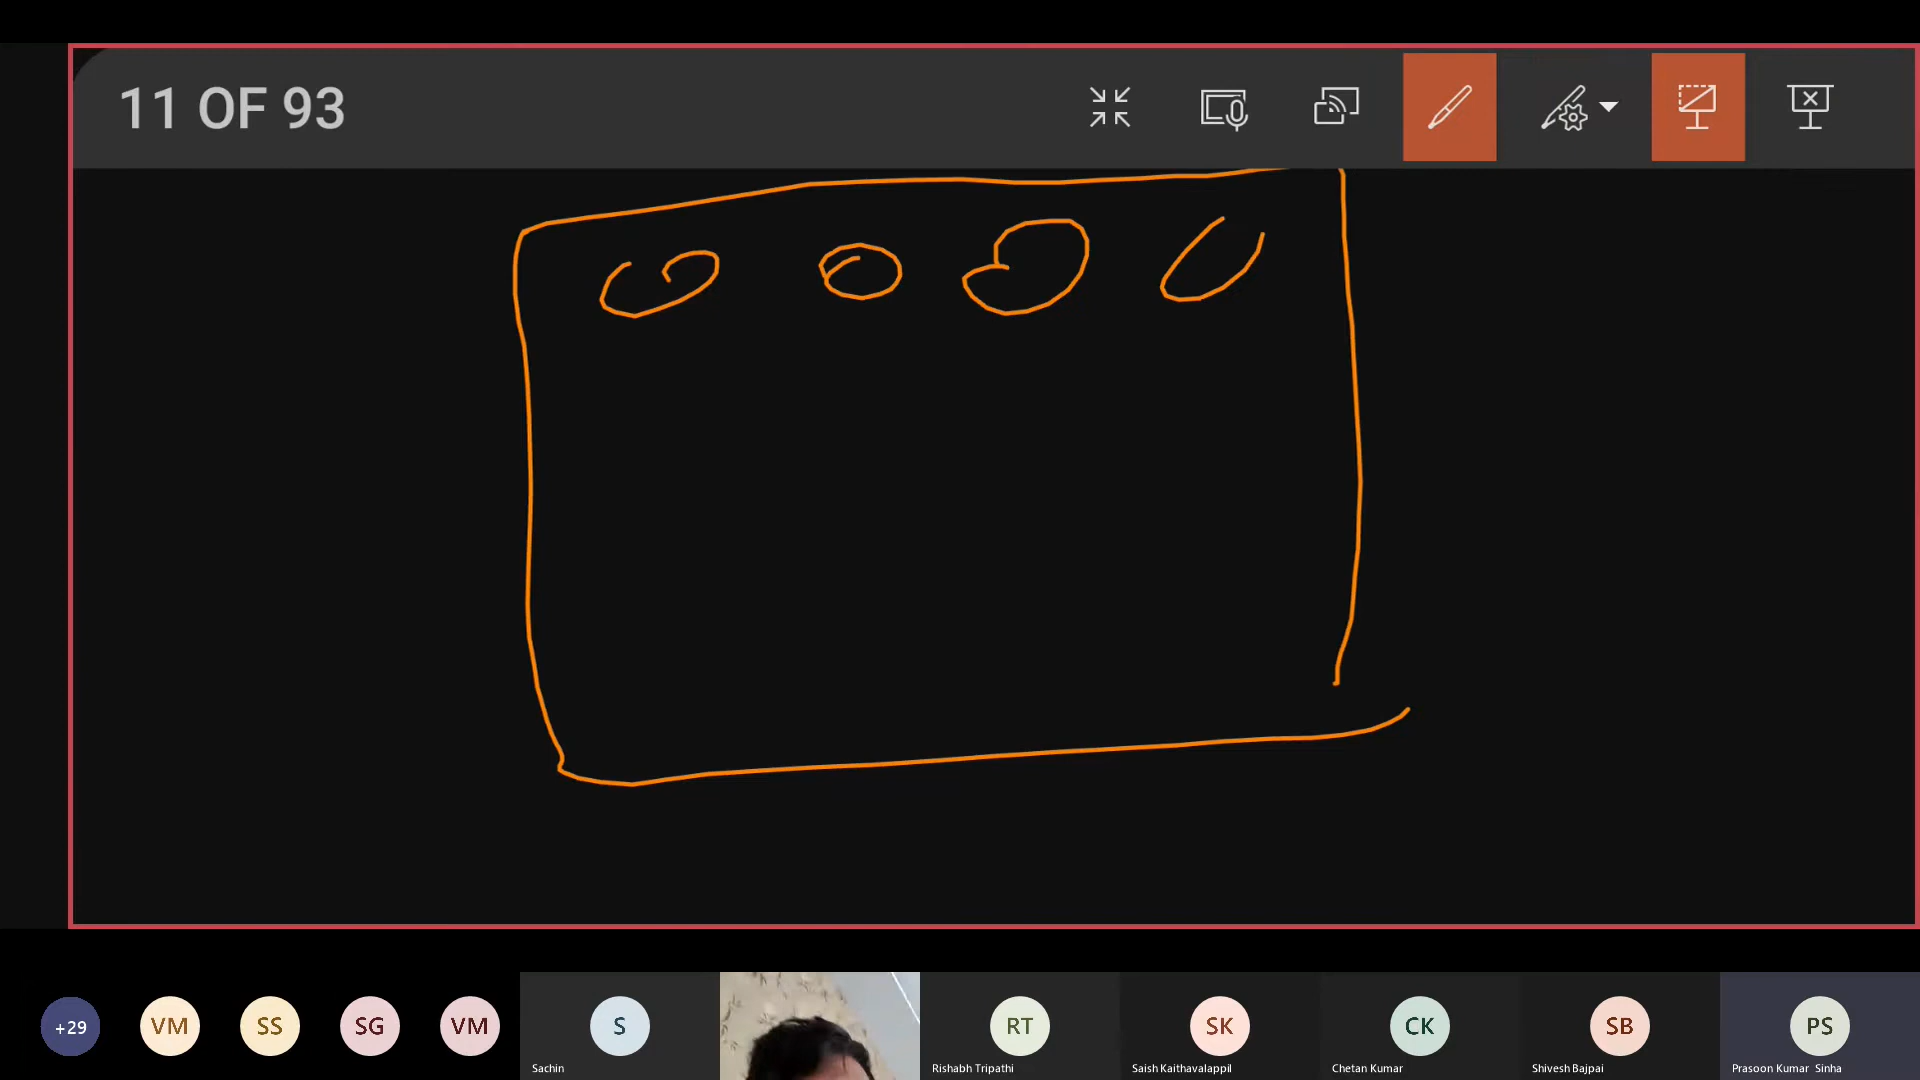 11 OF 93
+29
VM
SS
SG
VM
S
RT
SK
CK
SB
PS
Sachin
Rishabh Tripathi
Saish Kaithavalappil
Chetan Kumar
Shivesh Bajpai
Prasoon Kumar Sinha